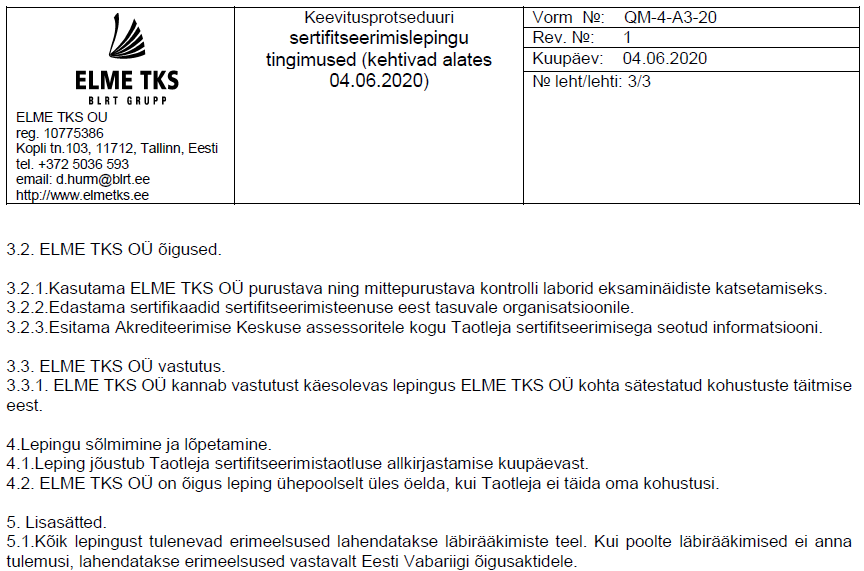 ELME TKS
BLRT GRUPP
ELME TKS OU
reg. 10775386
Kopli tn.103, 11712, Tallinn, Eesti
tel. +372 5036 593
email: d.hurm@blrt.ee
http://www.elmetks.ee
Keevitusprotseduuri
sertifitseerimislepingu
tingimused (kehtivad alates
04.06.2020)
Vorm №: QM-4-A3-20
Rev. №: 1
Kuupäev: 04.06.2020
№ leht/lehti: 3/3
3.2. ELME TKS OÜ õigused.
3.2.1.Kasutama ELME TKS OÜ purustava ning mittepurustava kontrolli laborid eksaminäidiste katsetamiseks.
3.2.2.Edastama sertifikaadid sertifitseerimisteenuse eest tasuvale organisatsioonile.
3.2.3.Esitama Akrediteerimise Keskuse assessoritele kogu Taotleja sertifitseerimisega seotud informatsiooni.
3.3. ELME TKS OÜ vastutus.
3.3.1. ELME TKS OÜ kannab vastutust käesolevas lepingus ELME TKS OÜ kohta sätestatud kohustuste täitmise
eest.
4.Lepingu sõlmimine ja lõpetamine.
4.1.Leping jõustub Taotleja sertifitseerimistaotluse allkirjastamise kuupäevast.
4.2. ELME TKS OÜ on õigus leping ühepoolselt üles öelda, kui Taotleja ei täida oma kohustusi.
5. Lisasätted.
5.1.Kõik lepingust tulenevad erimeelsused lahendatakse läbirääkimiste teel. Kui poolte läbirääkimised ei anna
tulemusi, lahendatakse erimeelsused vastavalt Eesti Vabariigi õigusaktidele.